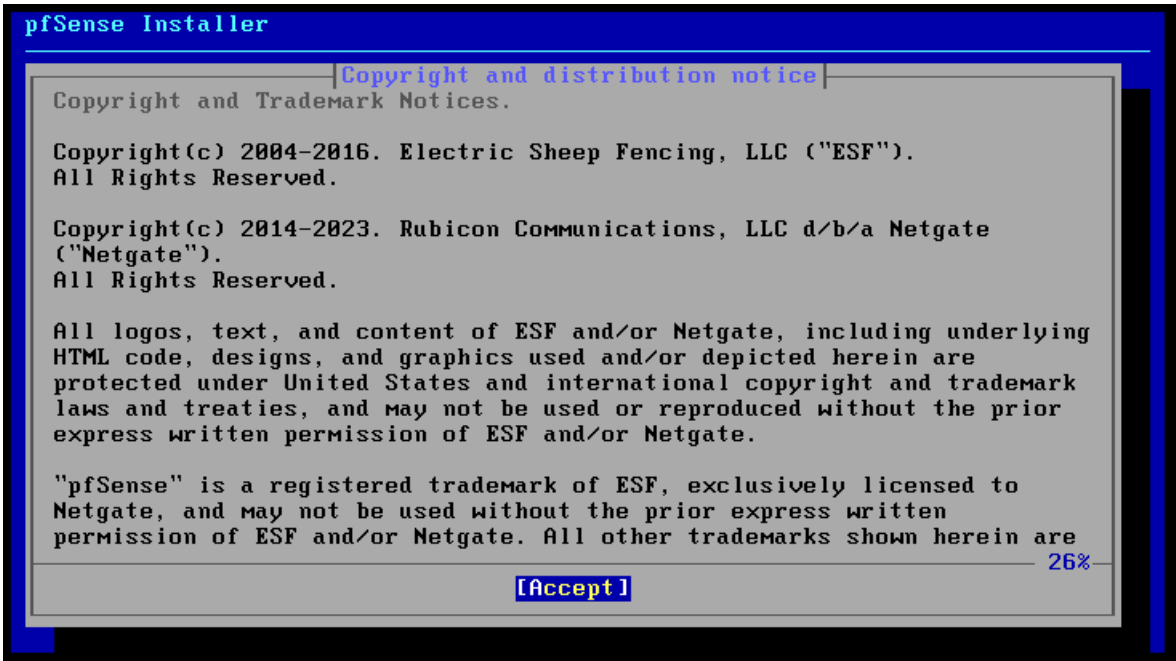 pfSense Installer
Copyright and distribution notice
Copyright and Trademark Notices.
Copyright(c) 2004-2016. Electric Sheep Fencing, LLC ("ESF").
All Rights Reserved.
Copyright(c) 2014-2023. Rubicon Communications, LLC d/b/a Netgate
("Netgate").
All Rights Reserved.
All logos, text, and content of ESF and/or Netgate, including underlying
HTML code, designs, and graphics used and/or depicted herein are
protected under United States and international copyright and trademark
laws and treaties, and may not be used or reproduced without the prior
express written permission of ESF and/or Netgate.
"pfSense" is a registered trademark of ESF, exclusively licensed to
Netgate, and may not be used without the prior express written
permission of ESF and/or Netgate. All other trademarks shown herein are
26%
[Accept]